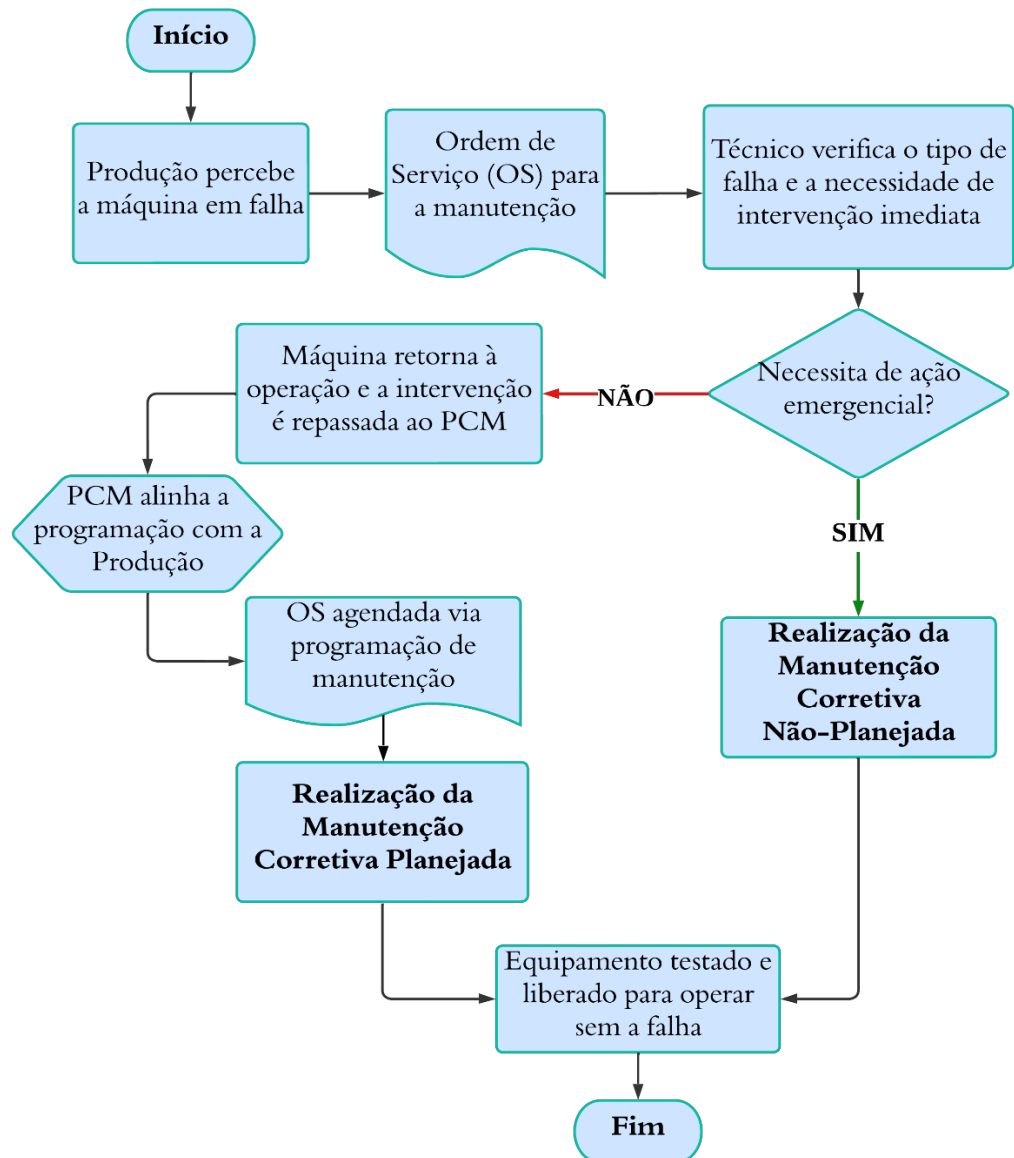 Início
Produção percebe
a máquina em falha
Ordem de
Serviço (OS) para
a manutenção
Técnico verifica o tipo de
falha e a necessidade de
intervenção imediata
Necessita de ação
emergencial?
NÃO
Máquina retorna à
operação e a intervenção
é repassada ao PCM
PCM alinha a
programação com a
Produção
OS agendada via
programação de
manutenção
Realização da
Manutenção
Corretiva Planejada
SIM
Realização da
Manutenção
Corretiva
Não-Planejada
Equipamento testado e
liberado para operar
sem a falha
Fim